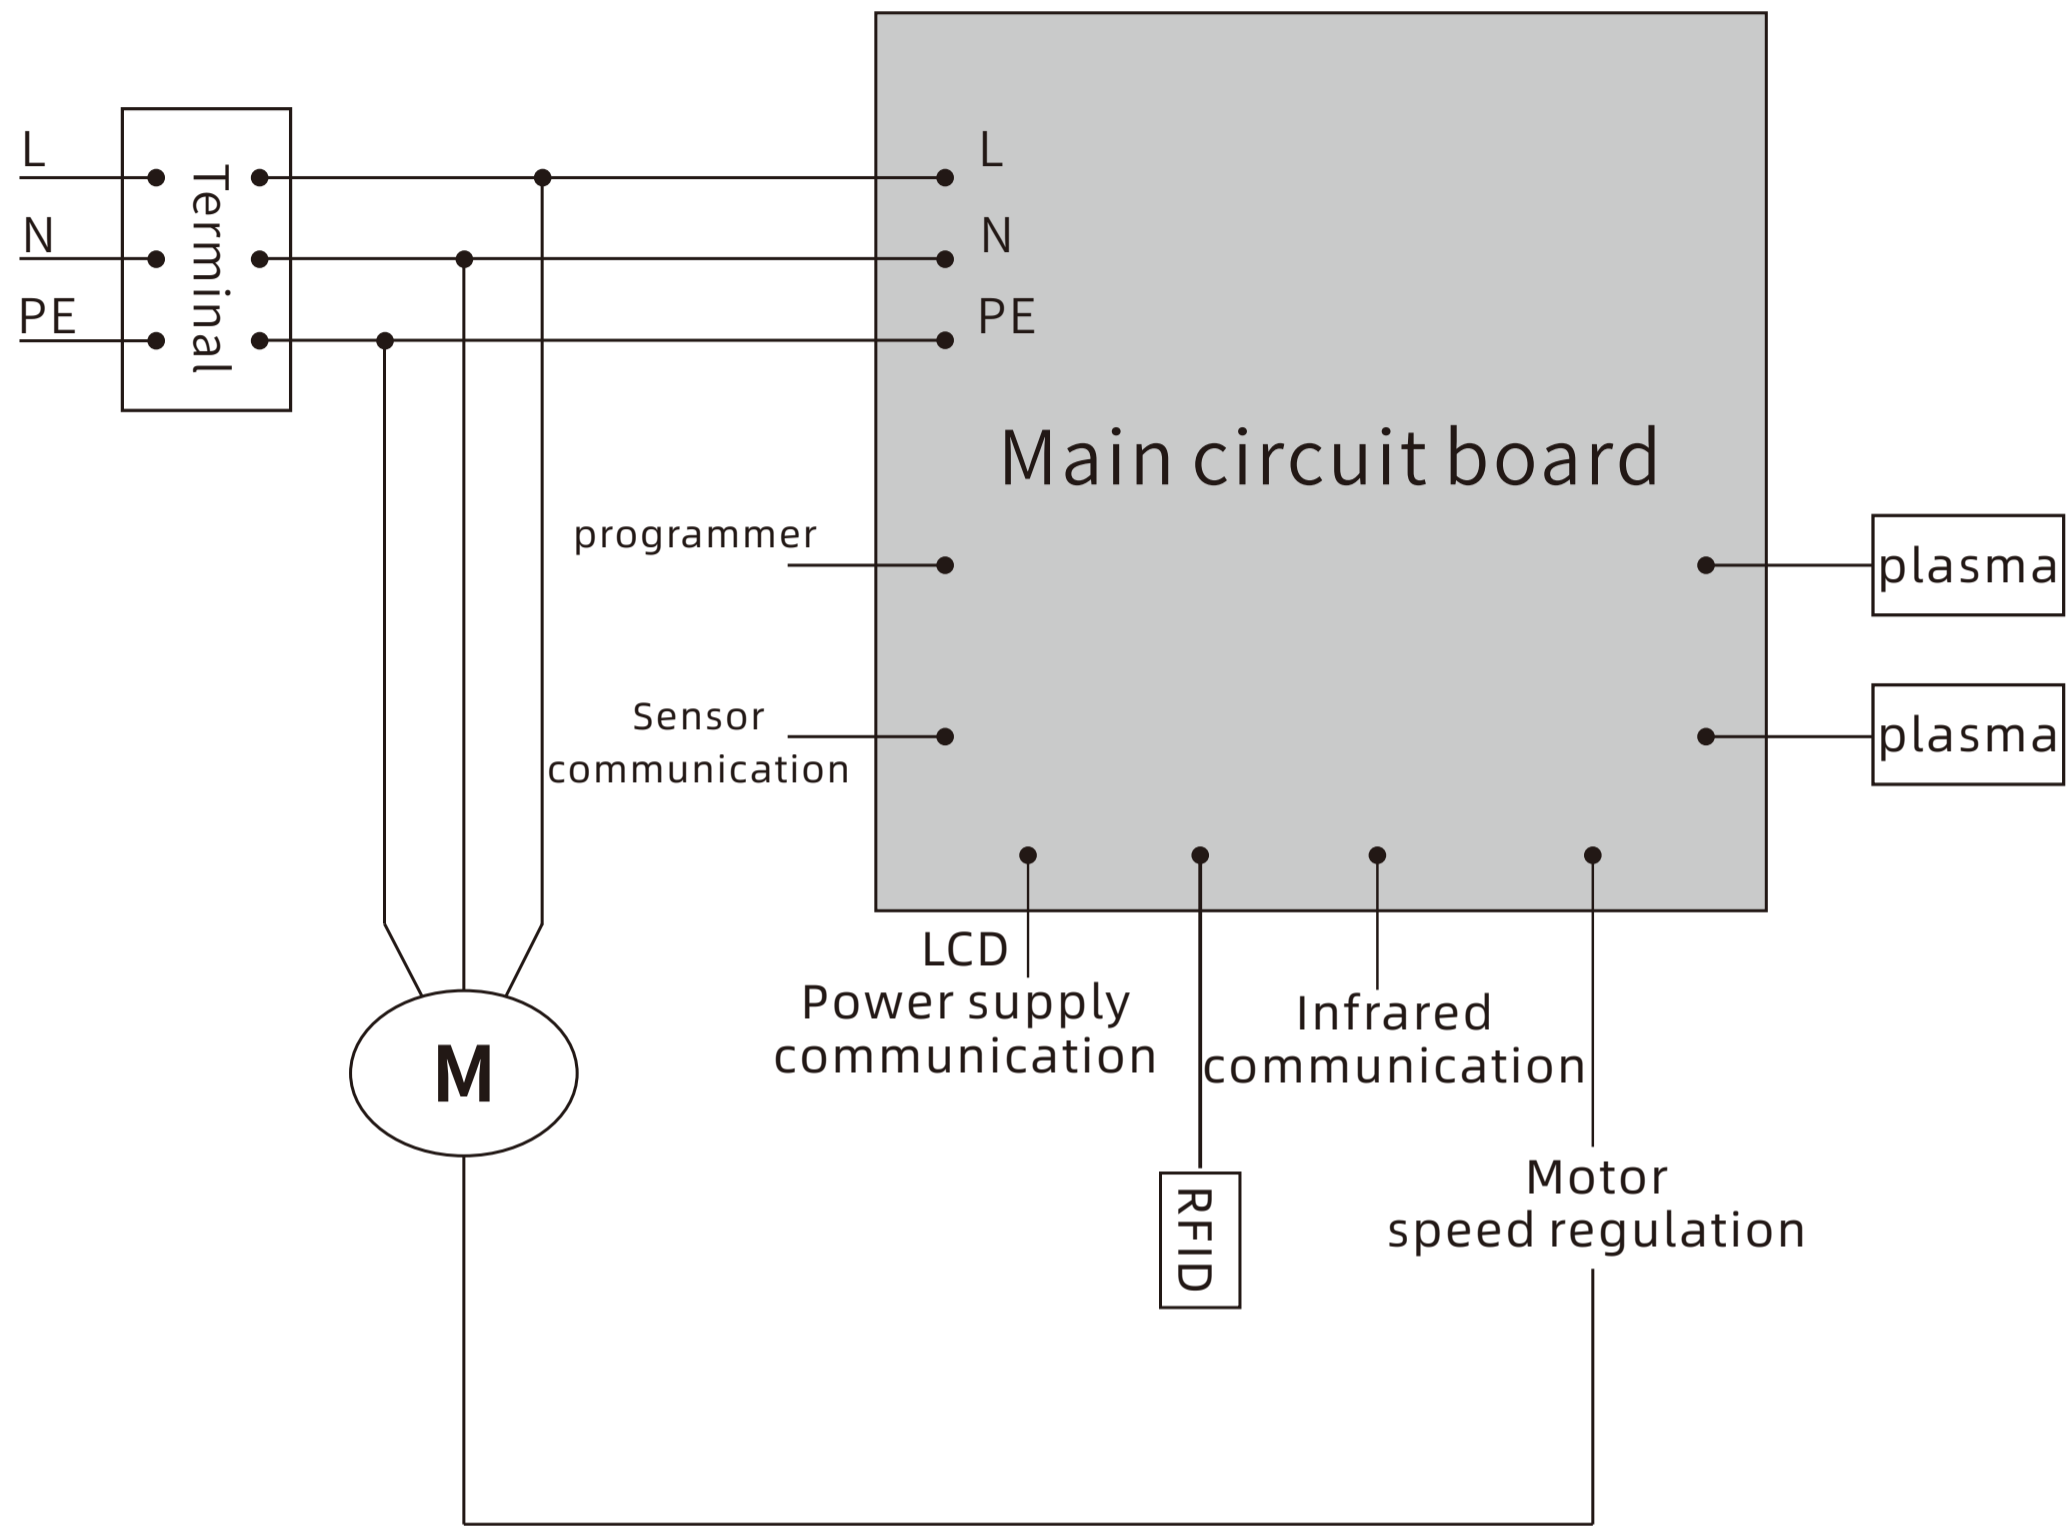 L
N
PE
Terminal
L
N
PE
Main circuit board
programmer
Sensor
communication
plasma
plasma
LCD
Power supply
communication
Infrared
communication
M
RFID
Motor
speed regulation